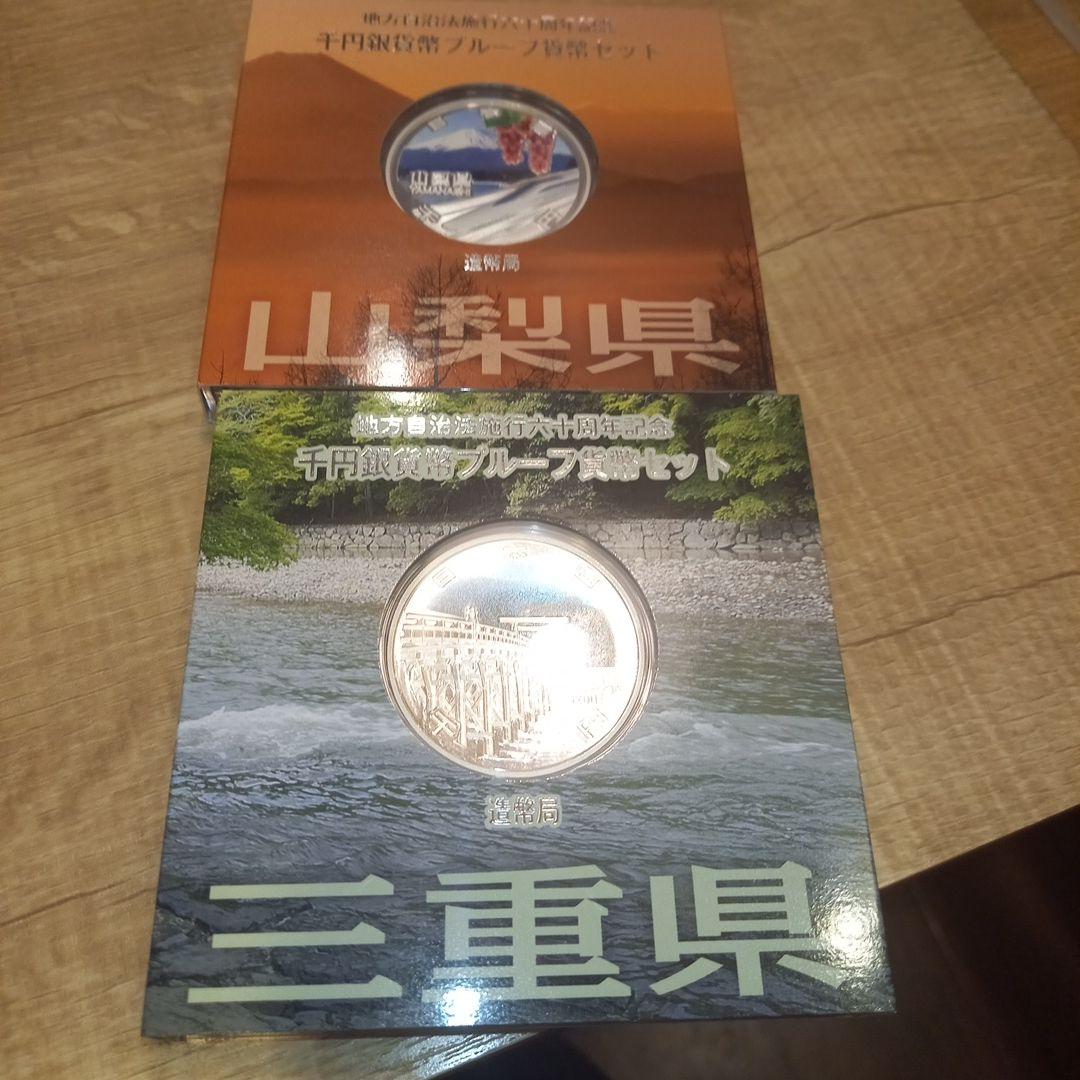 地方自治法施行六十周年記念
千円銀貨幣プルーフ貨幣セット
山梨県
YAMANASHI
造幣局
山梨県
地方自治法施行六十周年記念
千円銀貨幣プルーフ貨幣セット
千
円
造幣局
三重県